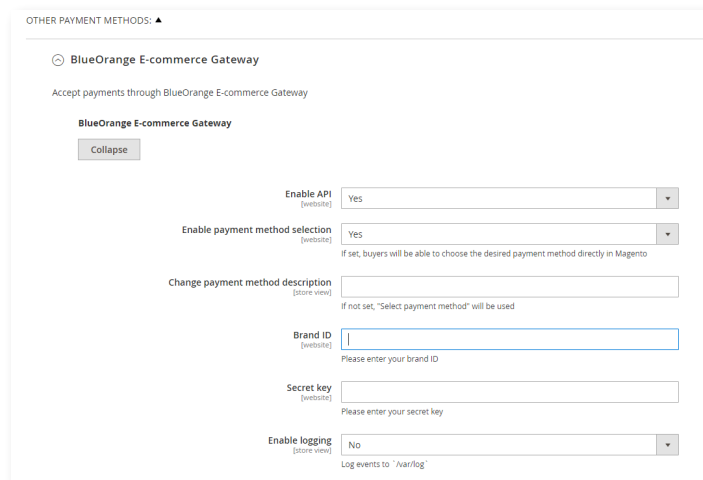 OTHER PAYMENT METHODS:
BlueOrange E-commerce Gateway
Accept payments through BlueOrange E-commerce Gateway
BlueOrange E-commerce Gateway
Collapse
Enable API
[website]
Yes
Enable payment method selection
[website]
Yes
If set, buyers will be able to choose the desired payment method directly in Magento
Change payment method description
[store view]
If not set, "Select payment method" will be used
Brand ID
[website]
Please enter your brand ID
Secret key
[website]
Please enter your secret key
Enable logging
[store view]
No
Log events to `/var/log`